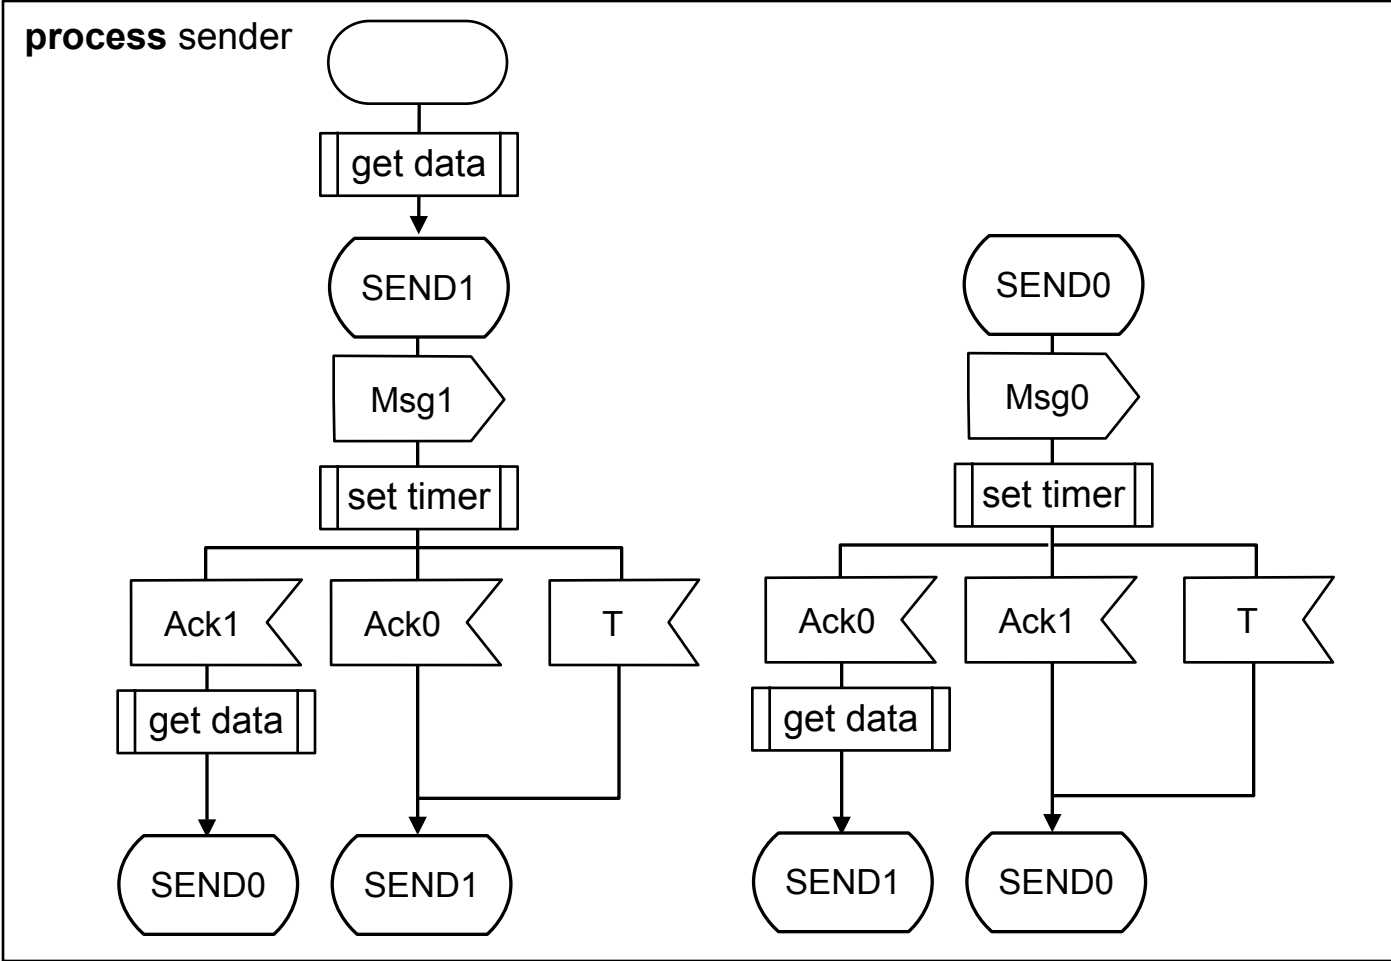 process sender
get data
SEND1
Msg1
set timer
Ack1
Ack0
T
get data
SEND0
SEND1
SEND0
Msg0
set timer
Ack0
Ack1
T
get data
SEND1
SEND0